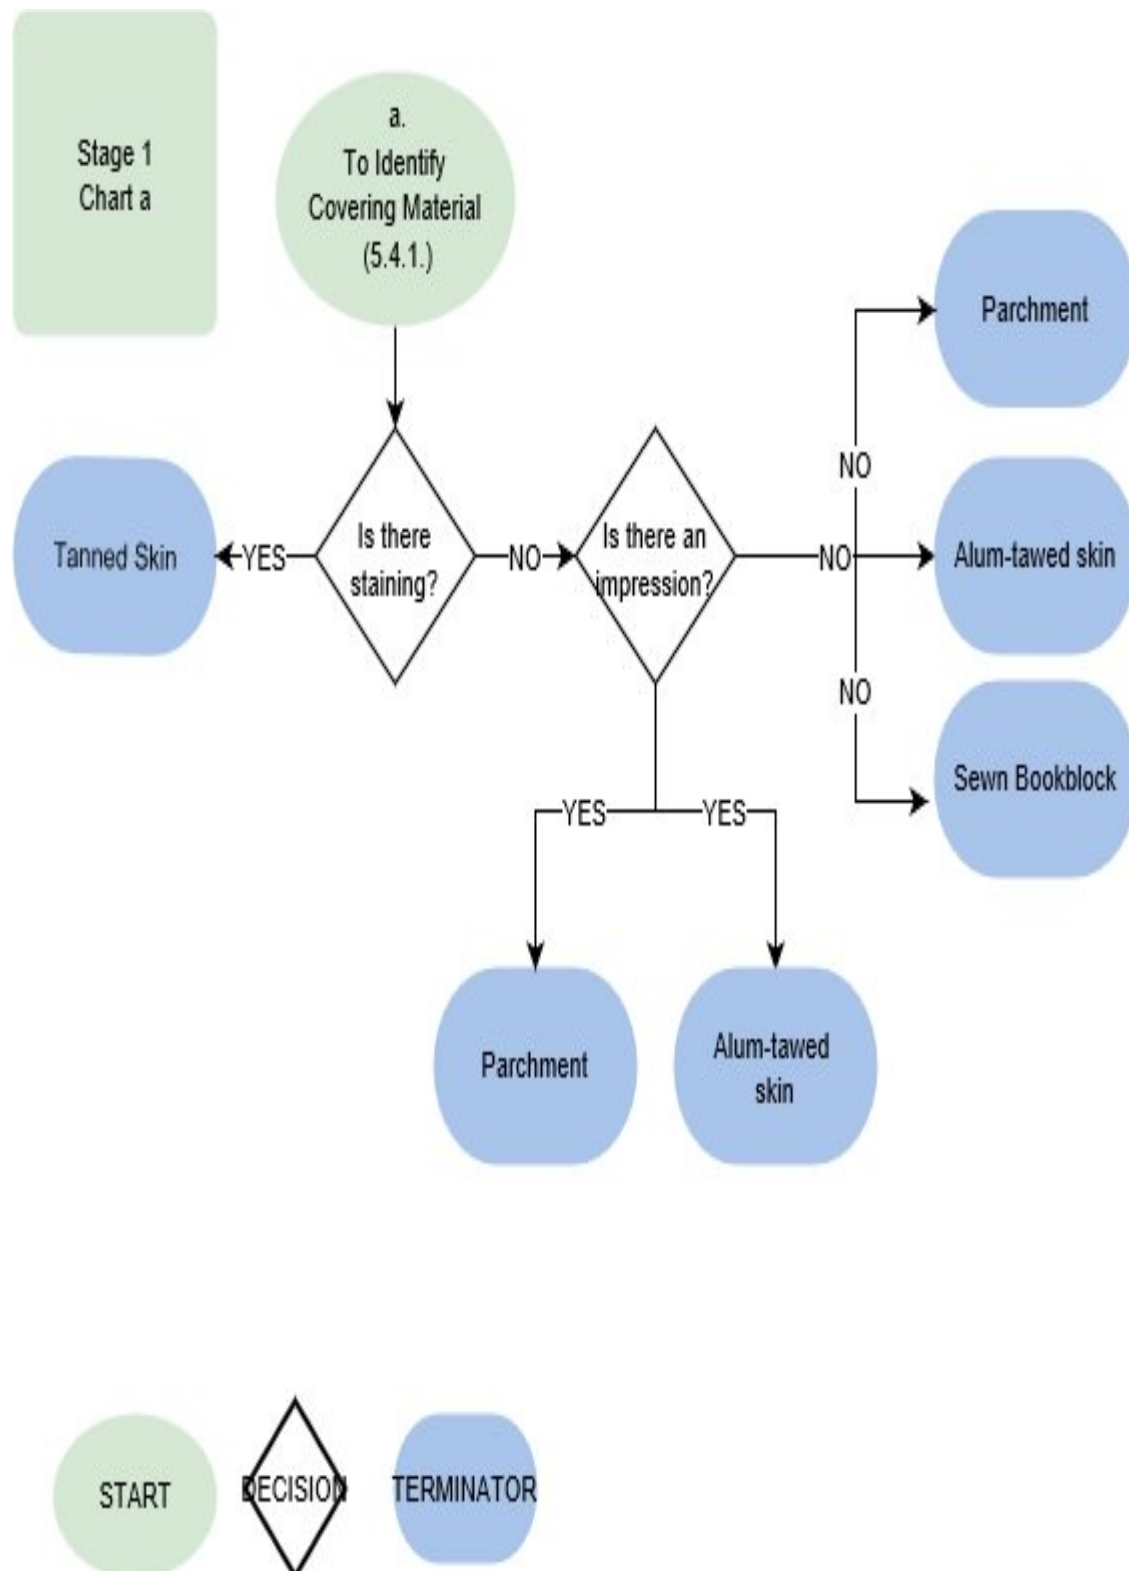 Stage 1
Chart a
a.
To Identify
Covering Material
(5.4.1.)
Is there
staining?
YES
Tanned Skin
NO
Is there an
impression?
NO
NO
Parchment
Alum-tawed skin
NO
Sewn Bookblock
YES
YES
Parchment
Alum-tawed
skin
START
DECISION
TERMINATOR